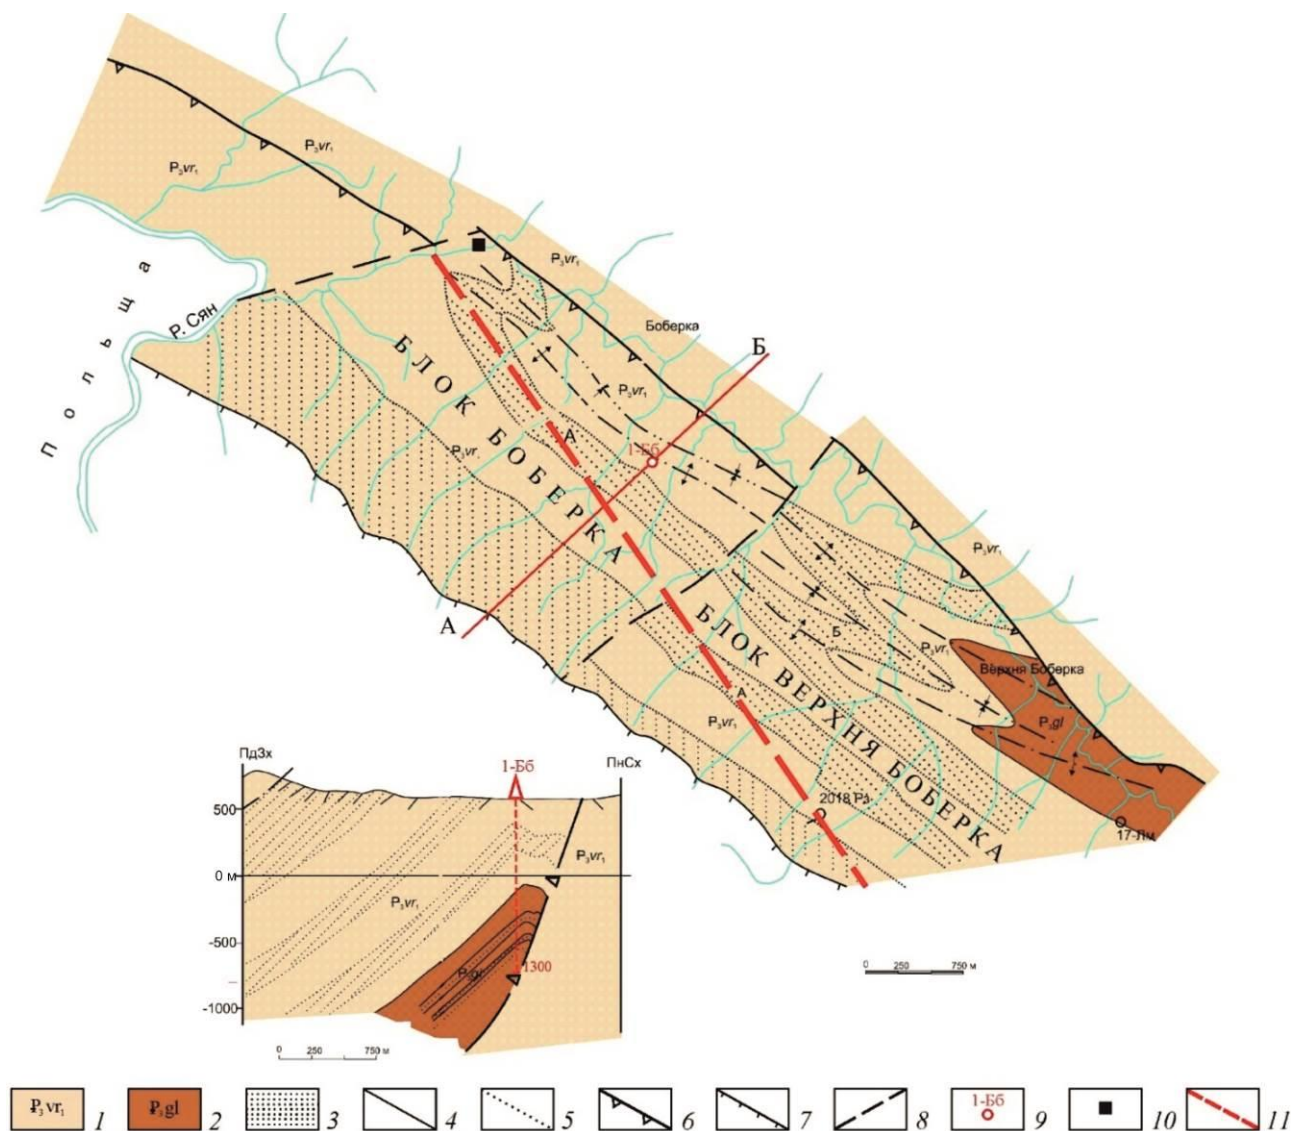 P₃vr₁
P₃vr₁
Польща
Р. Сян
P₃vr₁
Боберка
Б
P₃vr₁
БЛОК БОБЕРКА
А
1-Бб
P₃vr₁
P₃vr₁
А
БЛОК ВЕРХНЯ БОБЕРКА
Б
P₃vr₁
Верхня Боберка
А
P₃gl
P₃vr₁
2018 Рз
17-Лм
ПдЗх
1-Бб
ПнСх
500
P₃vr₁
0 м
P₃vr₁
-500
P₃gl
1300
-1000
0 250 750 м
0 250 750 м
P₃vr₁ 1
P₃gl 2
3
4
5
6
7
8
1-Бб 9
10
11